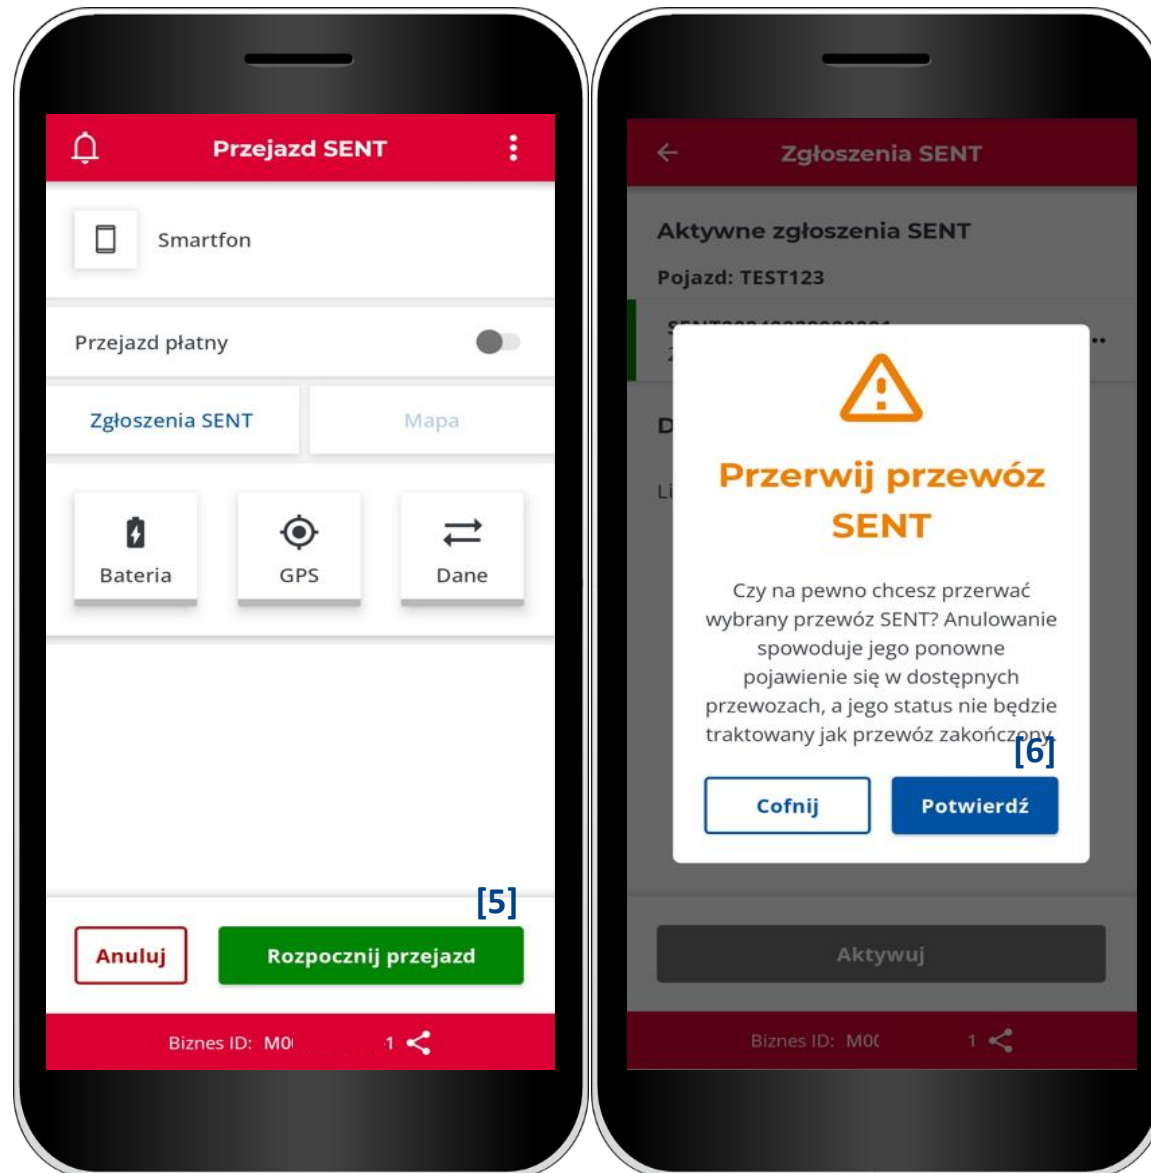 Przejazd SENT
Smartfon
Przejazd płatny
Zgłoszenia SENT
Mapa
Bateria
GPS
Dane
[5]
Anuluj
Rozpocznij przejazd
Biznes ID: M0 1
Zgłoszenia SENT
Aktywne zgłoszenia SENT
Pojazd: TEST123
Przerwij przewóz
SENT
Czy na pewno chcesz przerwać
wybrany przewóz SENT? Anulowanie
spowoduje jego ponowne
pojawienie się w dostępnych
przewozach, a jego status nie będzie
traktowany jak przewóz zakończony.
[6]
Cofnij
Potwierdź
Aktywuj
Biznes ID: M0 1